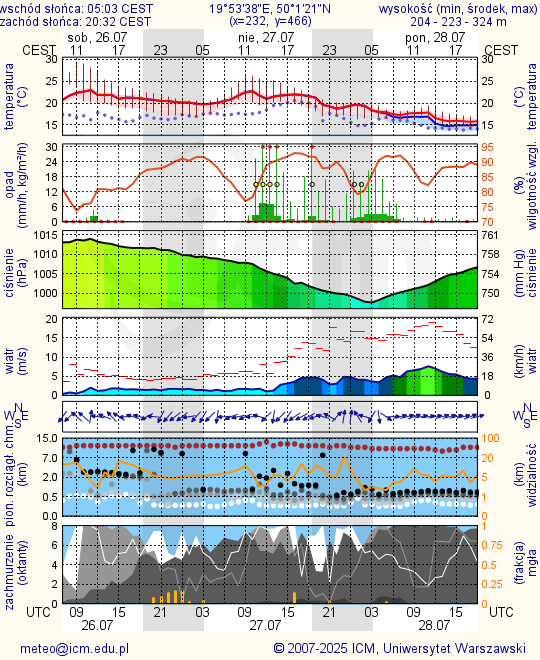 wschód słońca: 05:03 CEST 19°53'38"E, 50°1'21"N wysokość (min, środek, max)
zachód słońca: 20:32 CEST (x=232, y=466) 204 - 223 - 324 m
sob, 26.07 nie, 27.07 pon, 28.07
CEST 11 17 23 05 11 17 23 05 11 17 CEST
temperatura (°C)
30 25 20 15
30 25 20 15
temperatura (°C)
opad (mm/h, kg/m²/h)
30 24 18 12 6 0
95 90 85 80 75 70
(%) wilgotność wzgl.
ciśnienie (hPa)
1015 1010 1005 1000
761 758 754 750
(mm Hg) ciśnienie
wiatr (m/s)
20 15 10 5 0
72 54 36 18 0
(km/h) wiatr
N W E S
N W E S
pion. rozciągł. chm. (km)
15.0 7.0 2.0 0.5 0.0
100 20 5 1 0
(km) widzialność
zachmurzenie (oktanty)
8 6 4 2 0
1 0.75 0.5 0.25 0
(frakcja) mgła
UTC 09 15 21 03 09 15 21 03 09 15 UTC
26.07 27.07 28.07
meteo@icm.edu.pl © 2007-2025 ICM, Uniwersytet Warszawski